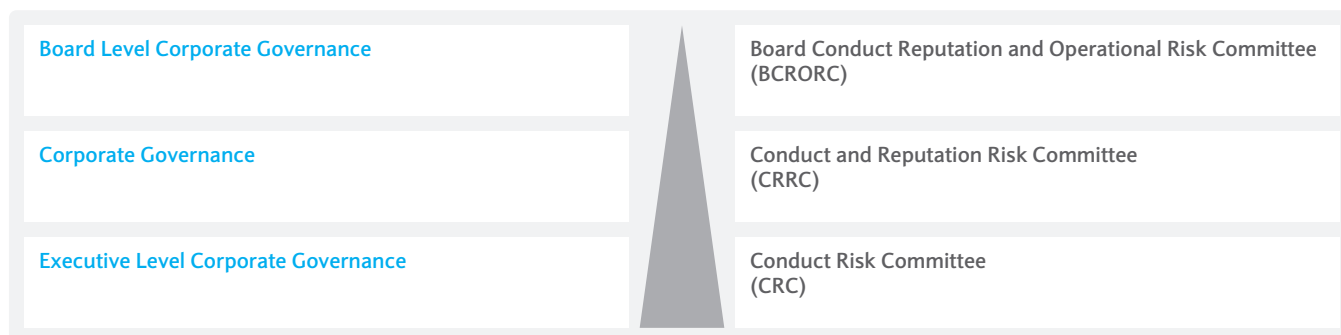 Board Level Corporate Governance
Board Conduct Reputation and Operational Risk Committee
(BCRORC)
Corporate Governance
Conduct and Reputation Risk Committee
(CRRC)
Executive Level Corporate Governance
Conduct Risk Committee
(CRC)